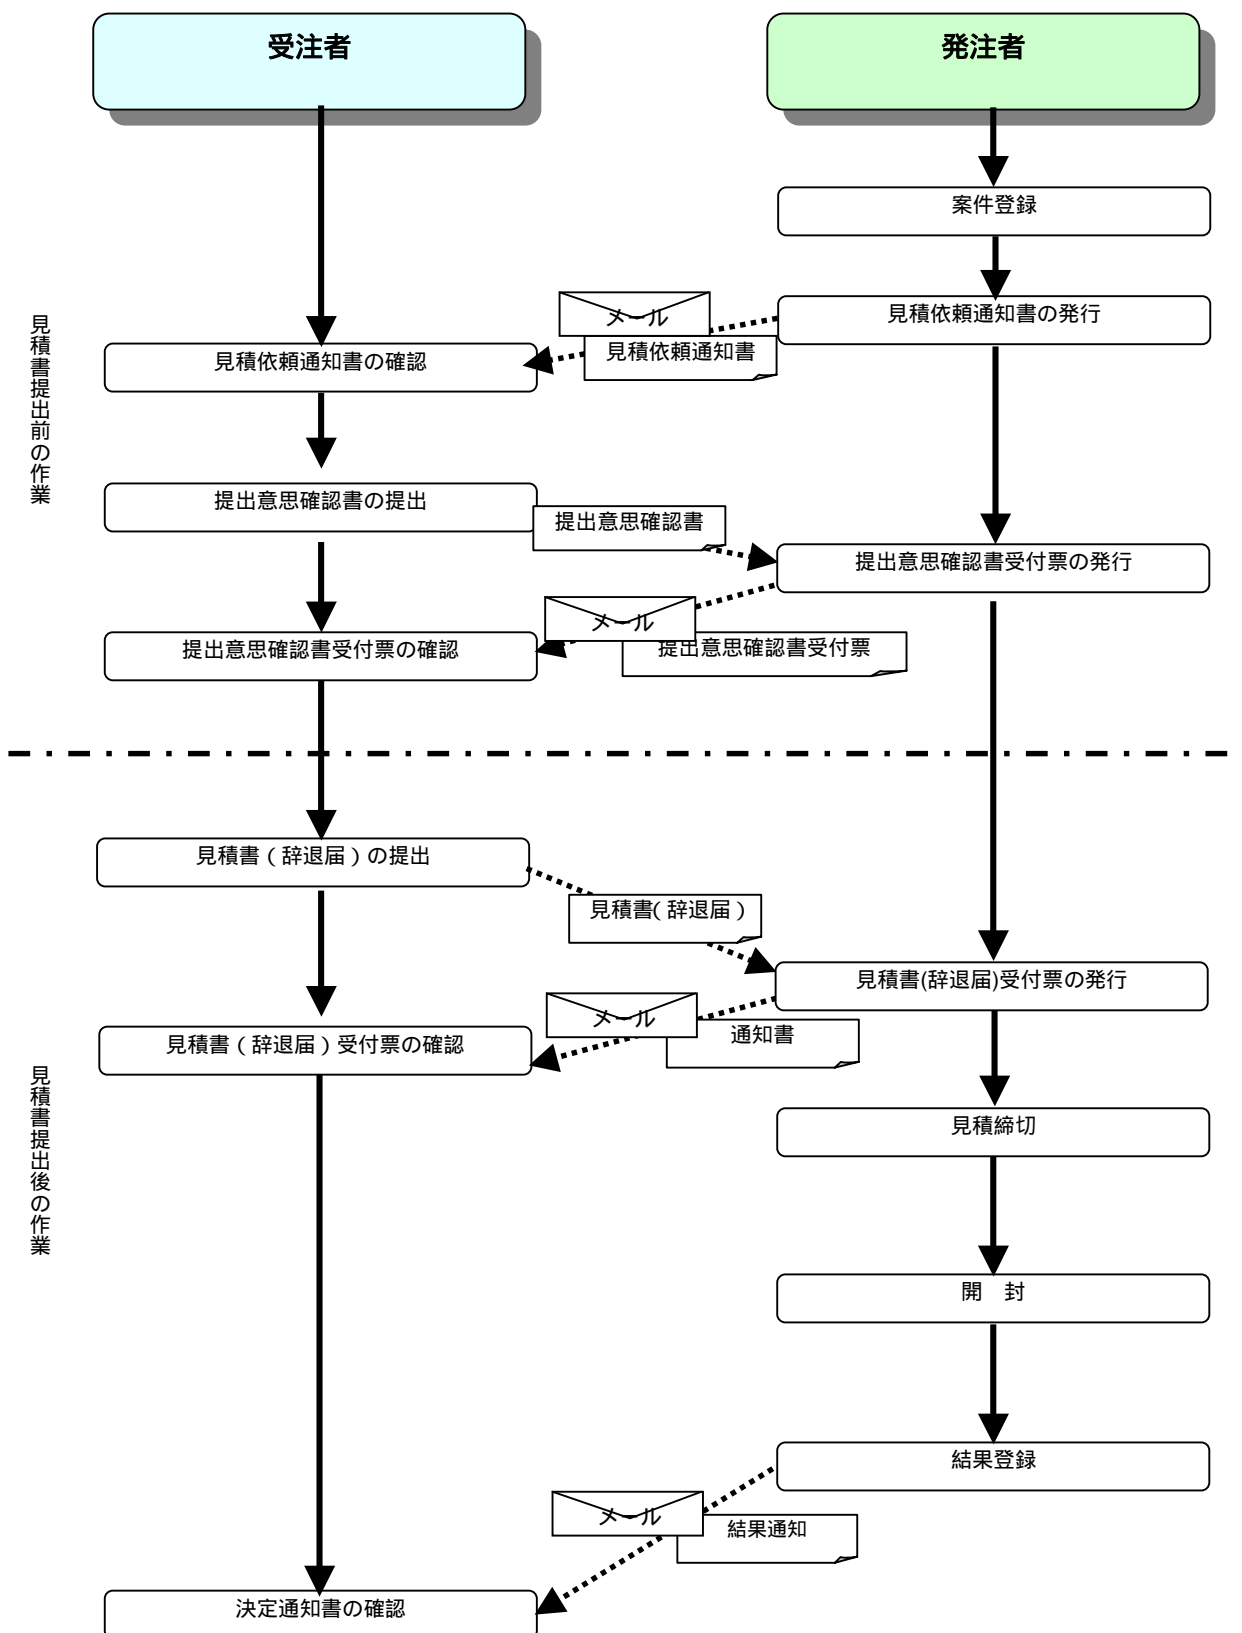 受注者
発注者
案件登録
見積依頼通知書の発行
メール
見積依頼通知書
見積依頼通知書の確認
見積書提出前の作業
提出意思確認書の提出
提出意思確認書
提出意思確認書受付票の発行
メール
提出意思確認書受付票
提出意思確認書受付票の確認
見積書（辞退届）の提出
見積書（辞退届）
見積書(辞退届)受付票の発行
メール
通知書
見積書（辞退届）受付票の確認
見積書提出後の作業
見積締切
開　封
結果登録
メール
結果通知
決定通知書の確認